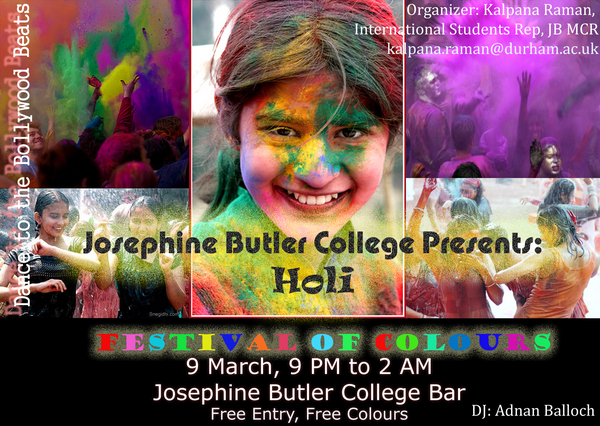 Organizer: Kalpana Raman,
International Students Rep, JB MCR
kalpana.raman@durham.ac.uk
Dance to the Bollywood Beats
Josephine Butler College Presents:
Holi
FESTIVAL OF COLOURS
9 March, 9 PM to 2 AM
Josephine Butler College Bar
Free Entry, Free Colours
DJ: Adnan Balloch